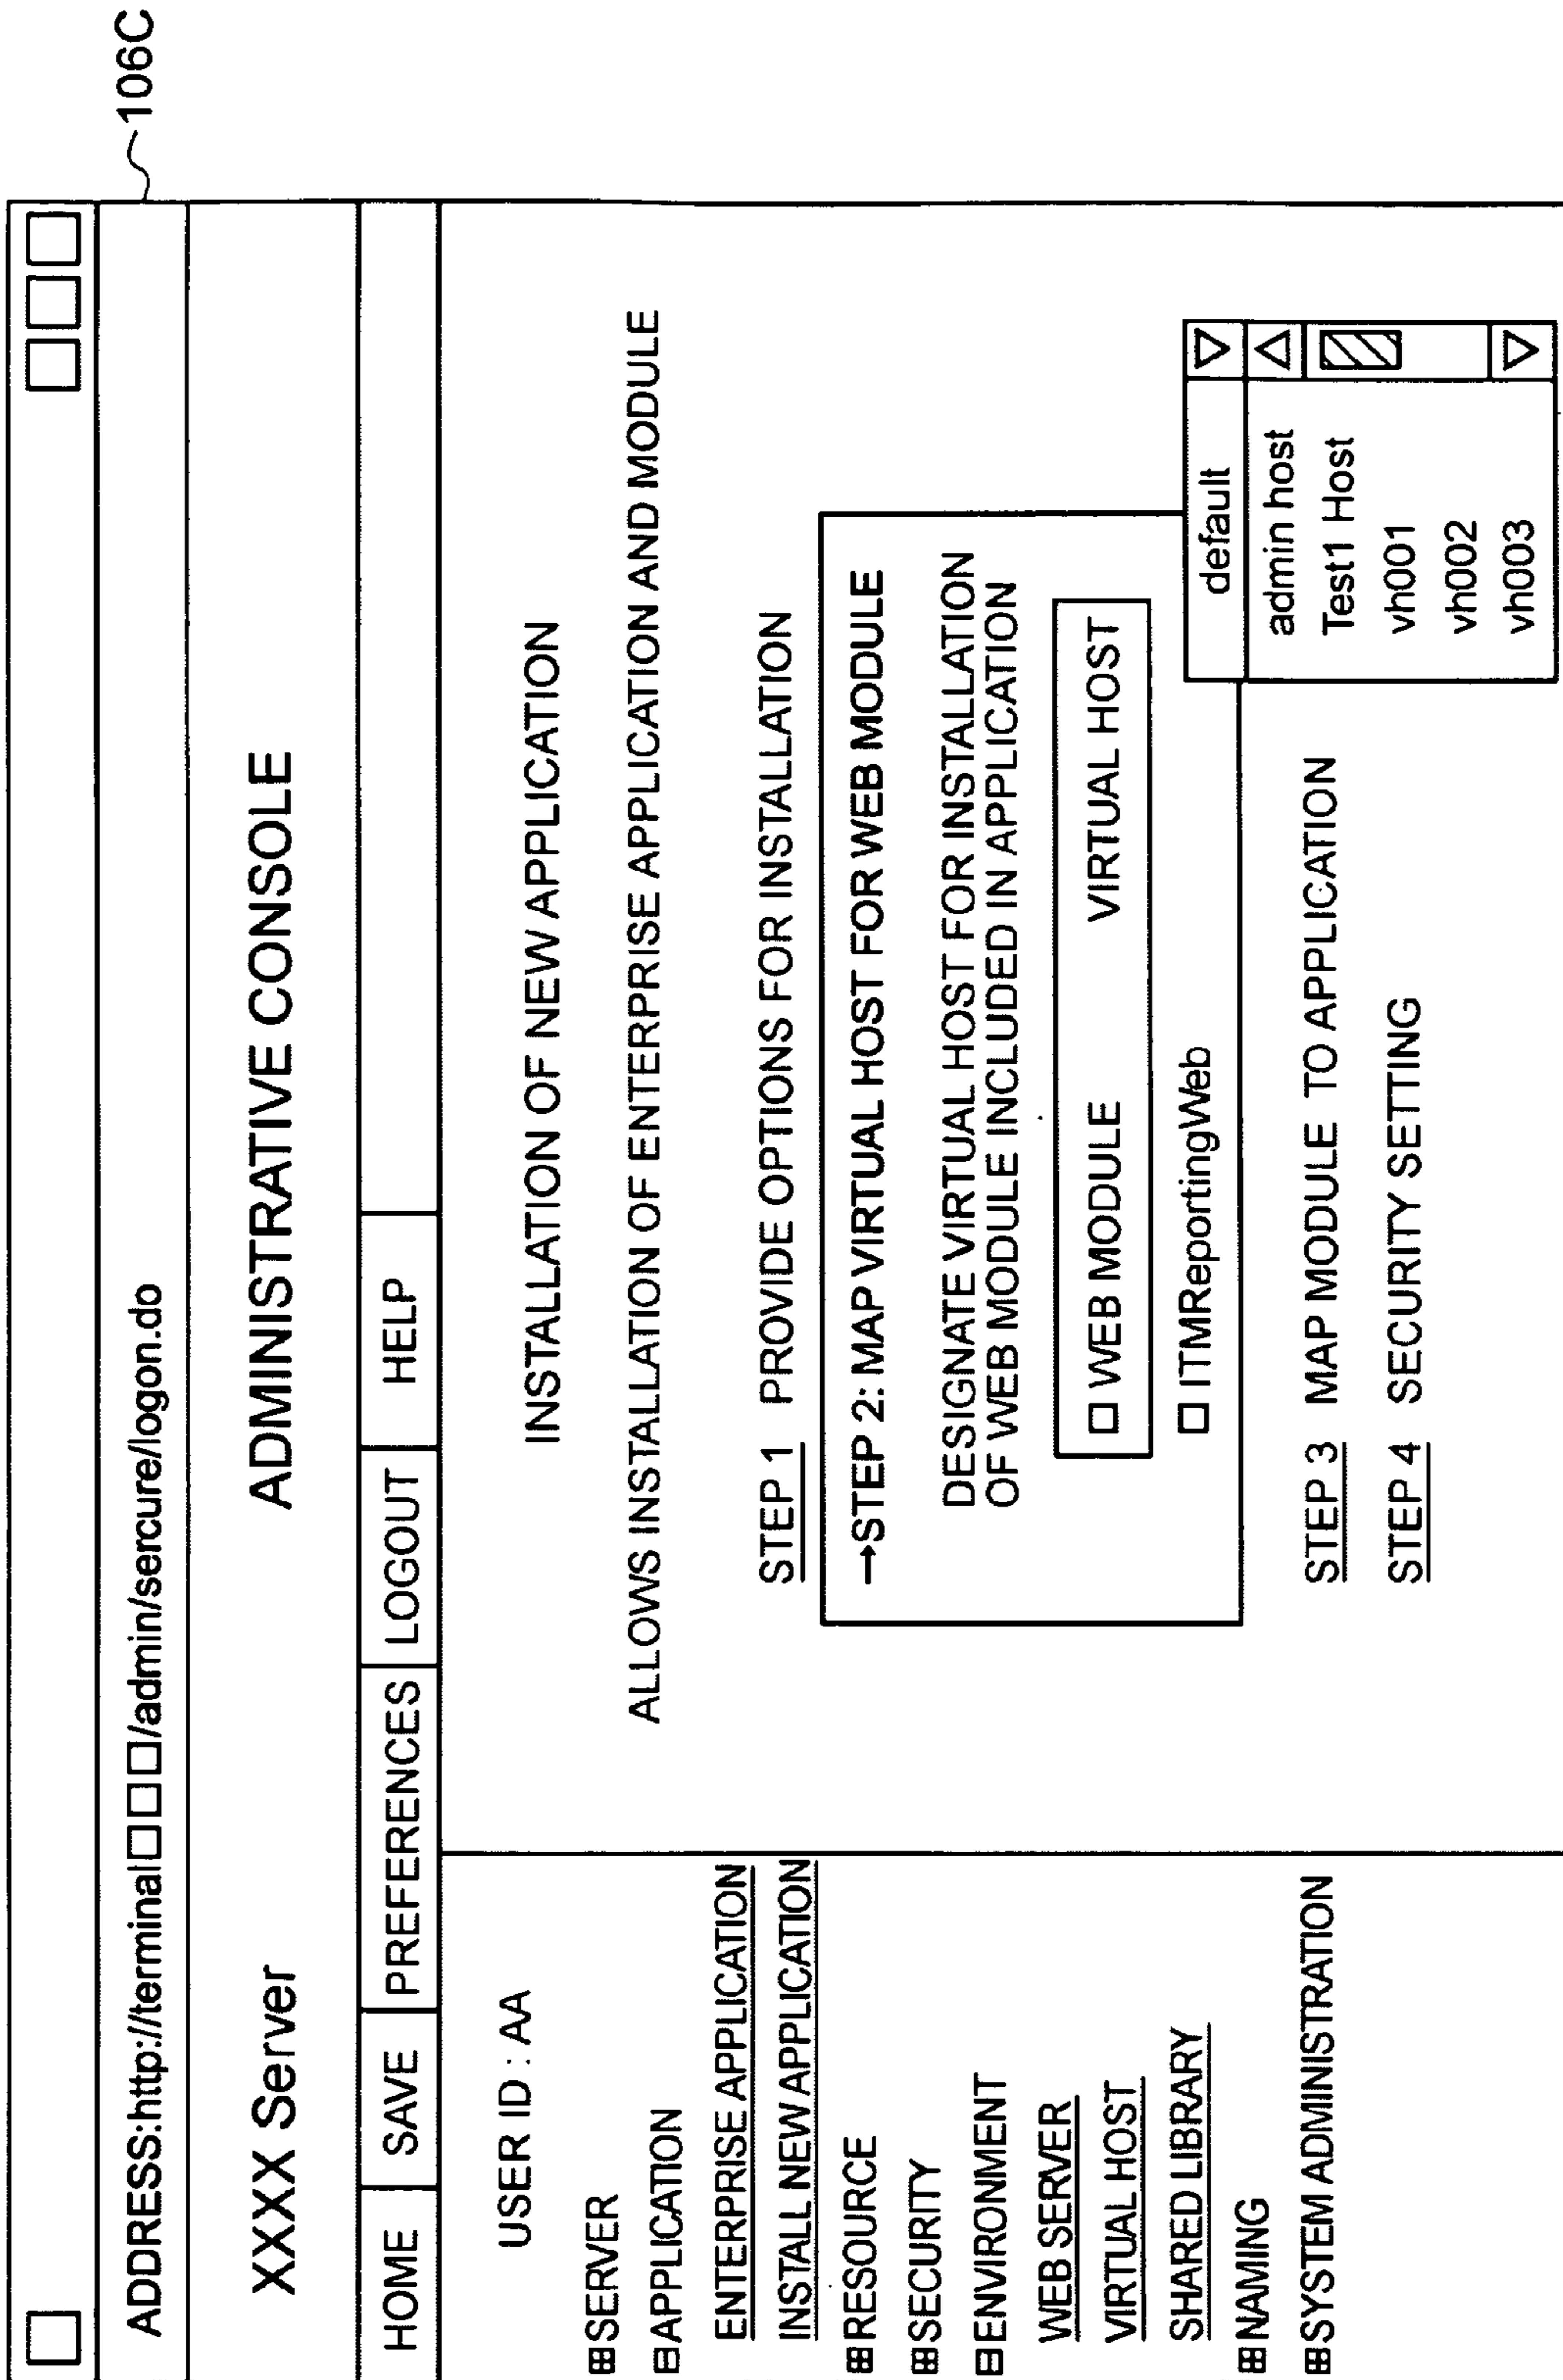 106C
ADDRESS:http://terminal□□□/admin/sercure/logon.do
XXXX Server
ADMINISTRATIVE CONSOLE
HOME SAVE PREFERENCES LOGOUT HELP
USER ID : AA
⊞SERVER
⊟APPLICATION
ENTERPRISE APPLICATION
INSTALL NEW APPLICATION
⊞RESOURCE
⊞SECURITY
⊟ENVIRONMENT
WEB SERVER
VIRTUAL HOST
SHARED LIBRARY
⊞NAMING
⊞SYSTEM ADMINISTRATION
INSTALLATION OF NEW APPLICATION
ALLOWS INSTALLATION OF ENTERPRISE APPLICATION AND MODULE
STEP 1 PROVIDE OPTIONS FOR INSTALLATION
→STEP 2: MAP VIRTUAL HOST FOR WEB MODULE
DESIGNATE VIRTUAL HOST FOR INSTALLATION
OF WEB MODULE INCLUDED IN APPLICATION
□ WEB MODULE VIRTUAL HOST
□ ITMReportingWeb
default
admin host
Test1 Host
vh001
vh002
vh003
STEP 3 MAP MODULE TO APPLICATION
STEP 4 SECURITY SETTING